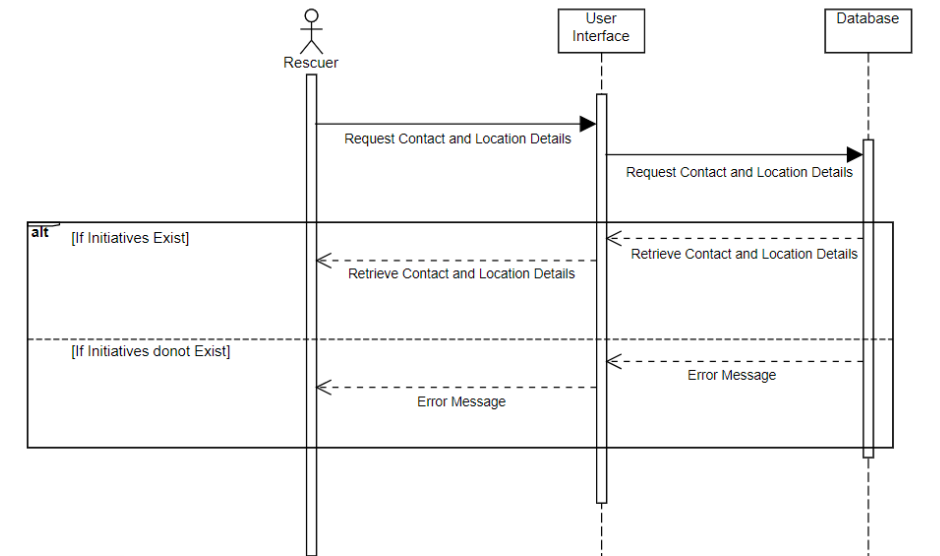 User
Interface
Database
Rescuer
Request Contact and Location Details
Request Contact and Location Details
alt
[If Initiatives Exist]
Retrieve Contact and Location Details
Retrieve Contact and Location Details
[If Initiatives donot Exist]
Error Message
Error Message